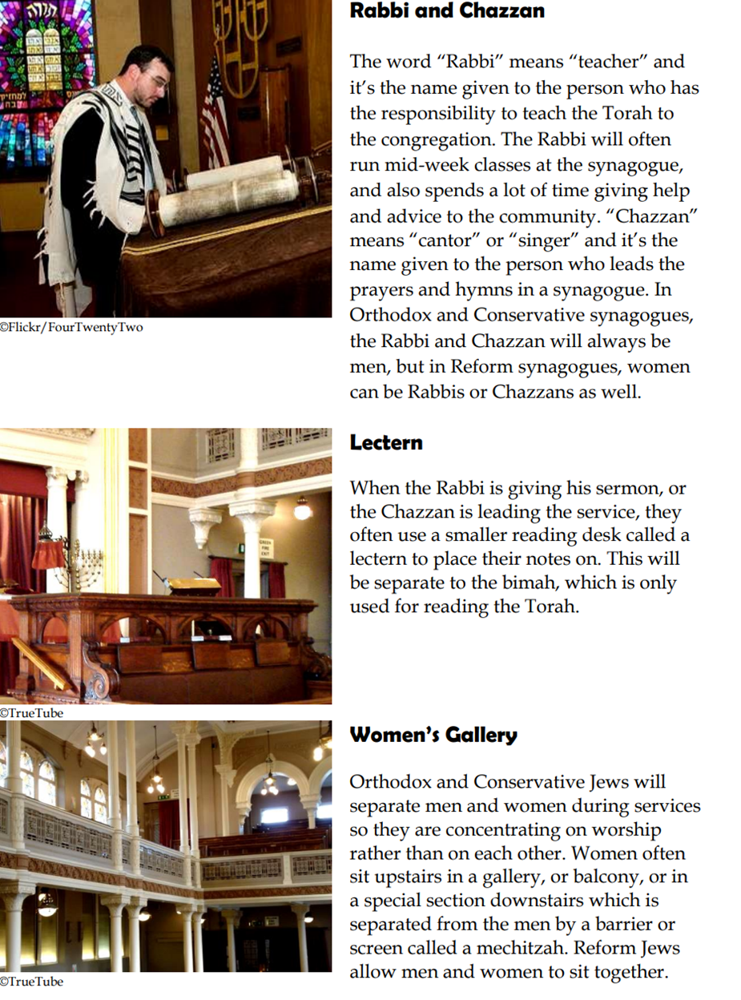 תורה
Rabbi and Chazzan
The word “Rabbi” means “teacher” and
it’s the name given to the person who has
the responsibility to teach the Torah to
the congregation. The Rabbi will often
run mid-week classes at the synagogue,
and also spends a lot of time giving help
and advice to the community. “Chazzan”
means “cantor” or “singer” and it’s the
name given to the person who leads the
prayers and hymns in a synagogue. In
Orthodox and Conservative synagogues,
the Rabbi and Chazzan will always be
men, but in Reform synagogues, women
can be Rabbis or Chazzans as well.
©Flickr/FourTwentyTwo
Lectern
When the Rabbi is giving his sermon, or
the Chazzan is leading the service, they
often use a smaller reading desk called a
lectern to place their notes on. This will
be separate to the bimah, which is only
used for reading the Torah.
GREEN
FIRE
EXIT
©TrueTube
Women’s Gallery
Orthodox and Conservative Jews will
separate men and women during services
so they are concentrating on worship
rather than on each other. Women often
sit upstairs in a gallery, or balcony, or in
a special section downstairs which is
separated from the men by a barrier or
screen called a mechitzah. Reform Jews
allow men and women to sit together.
©TrueTube